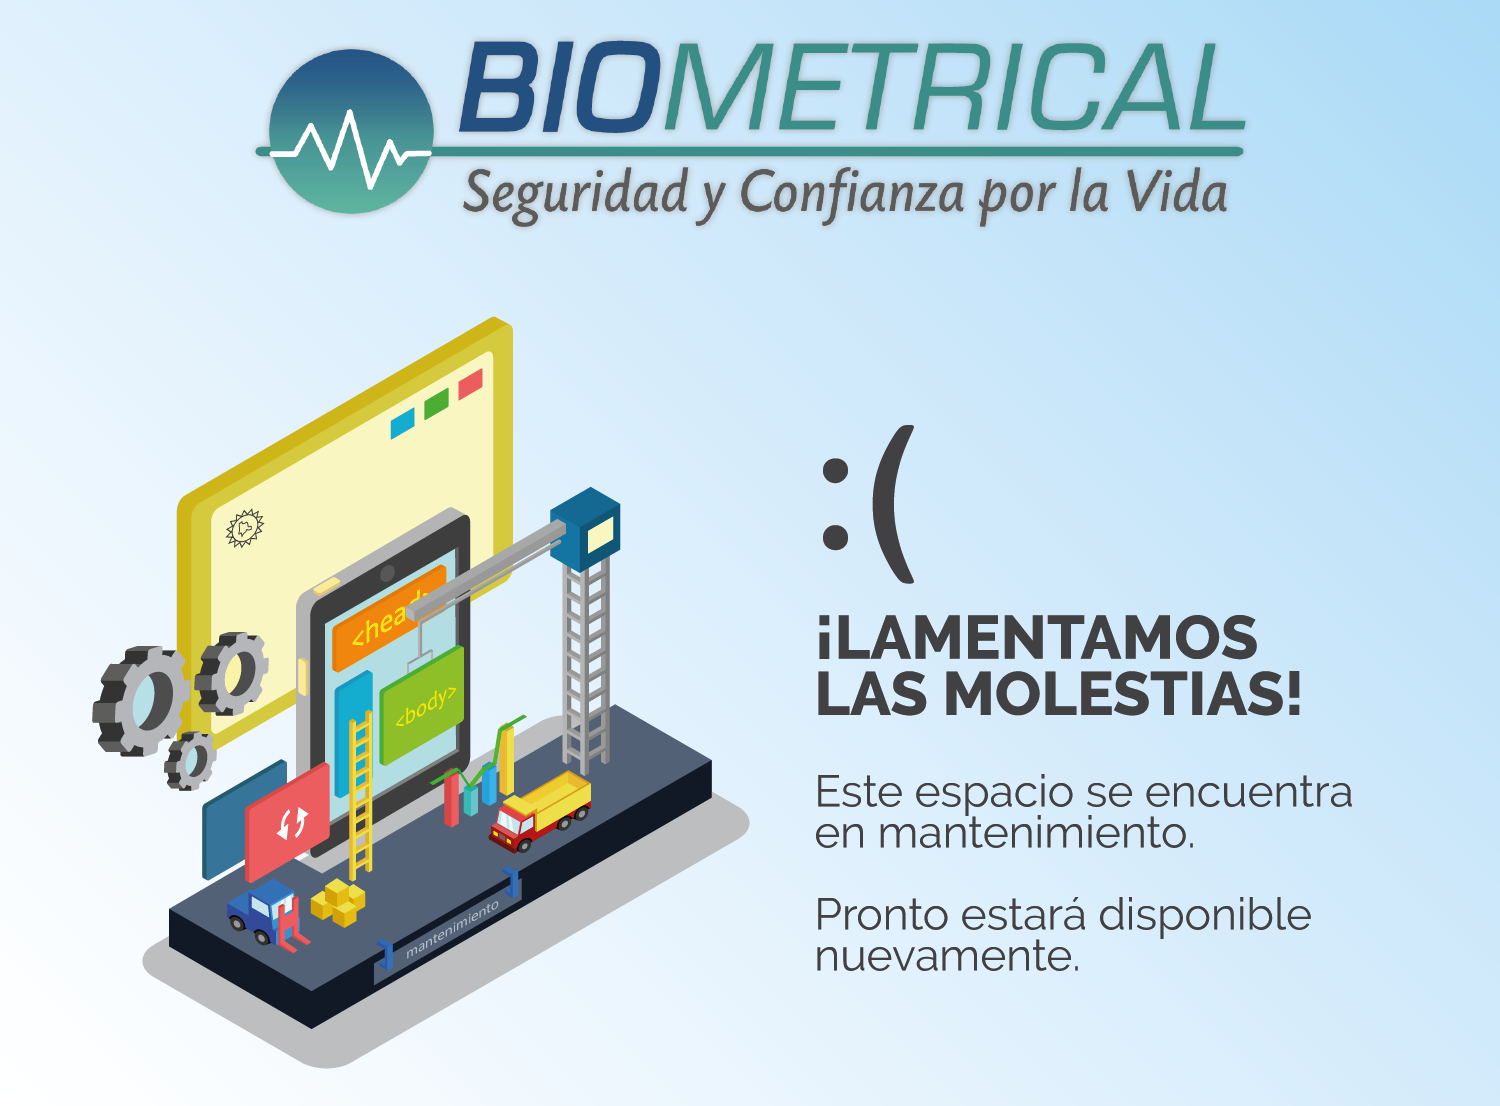 BIOMETRICAL
Seguridad y Confianza por la Vida
:(
¡LAMENTAMOS
LAS MOLESTIAS!
Este espacio se encuentra
en mantenimiento.
Pronto estará disponible
nuevamente.
<head>
<body>
mantenimiento